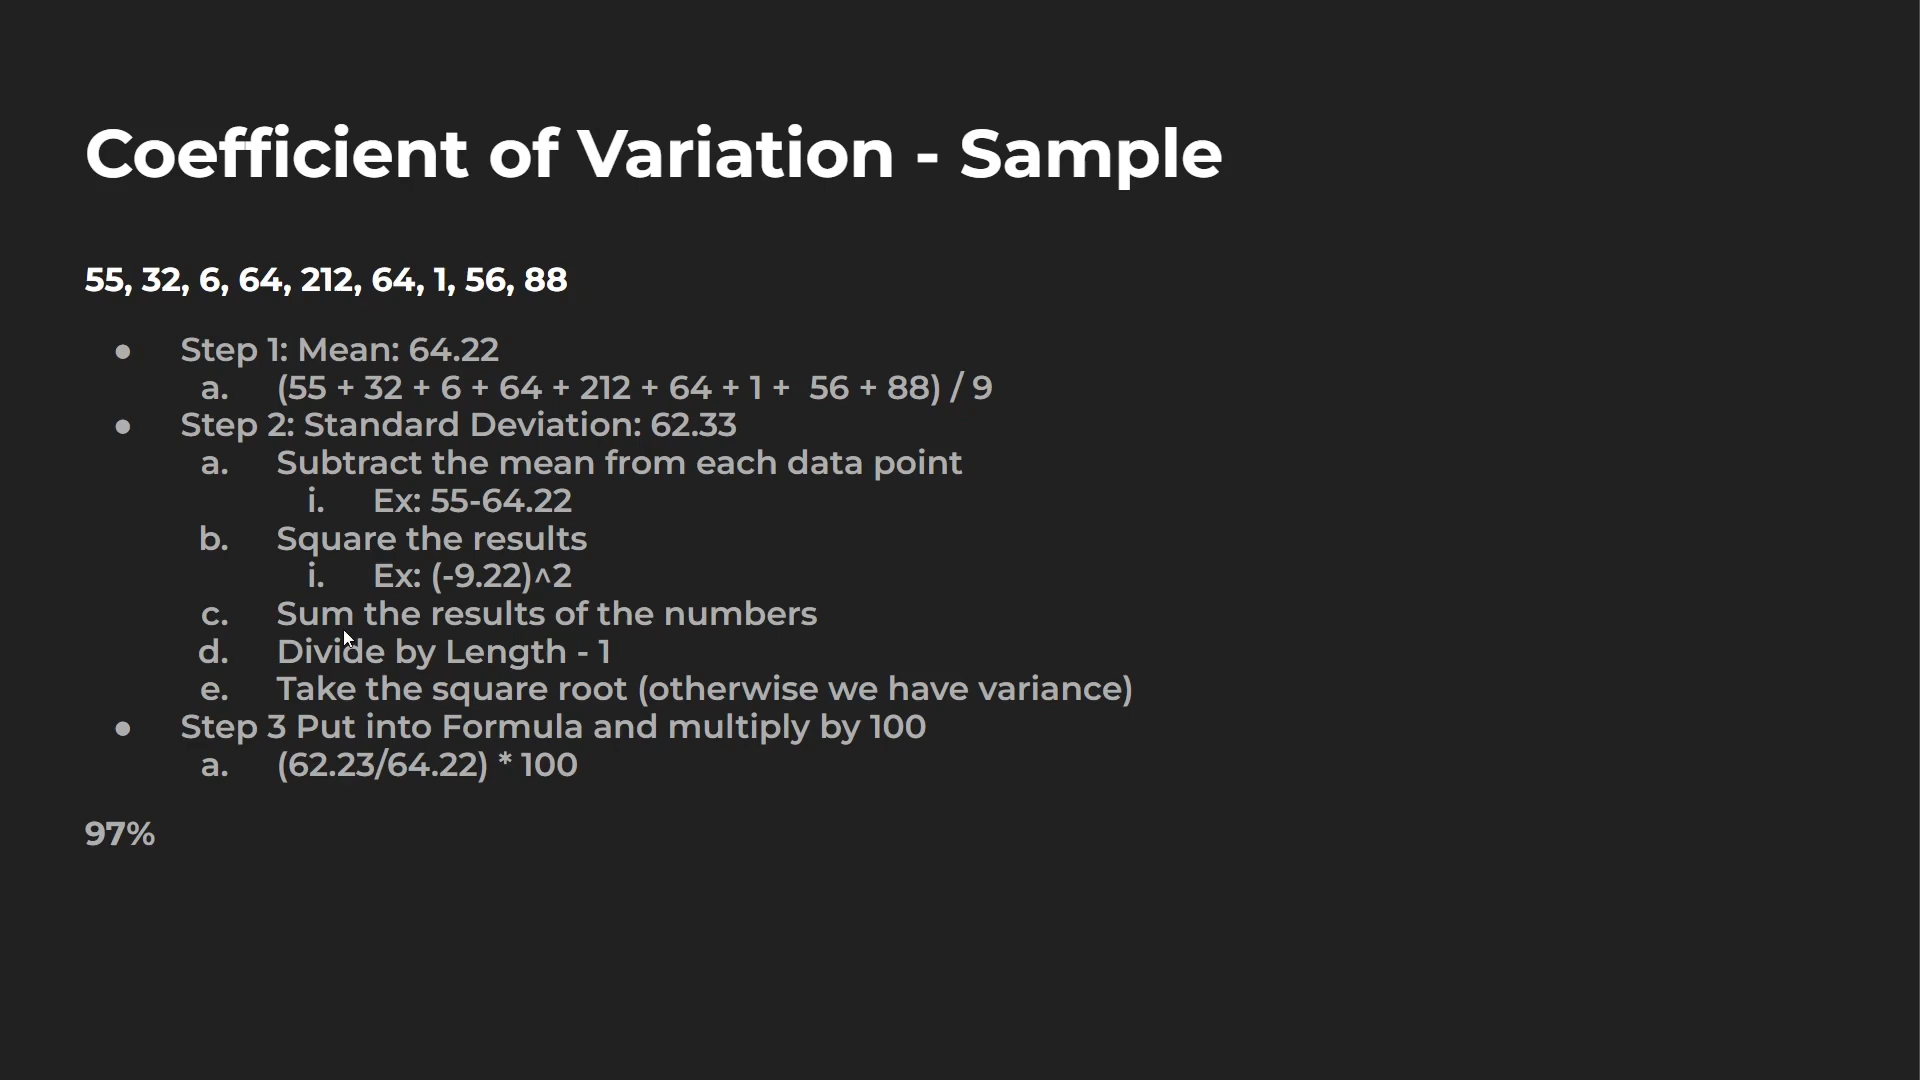 Coefficient of Variation - Sample
55, 32, 6, 64, 212, 64, 1, 56, 88
● Step 1: Mean: 64.22
a. (55 + 32 + 6 + 64 + 212 + 64 + 1 + 56 + 88) / 9
● Step 2: Standard Deviation: 62.33
a. Subtract the mean from each data point
i. Ex: 55-64.22
b. Square the results
i. Ex: (-9.22)^2
c. Sum the results of the numbers
d. Divide by Length - 1
e. Take the square root (otherwise we have variance)
● Step 3 Put into Formula and multiply by 100
a. (62.23/64.22) * 100
97%